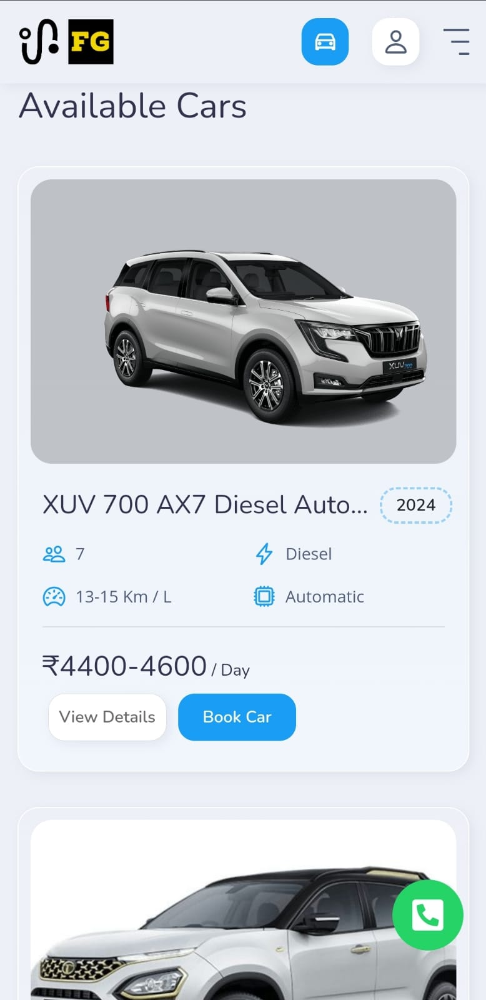 FG
Available Cars
XUV700
XUV 700 AX7 Diesel Auto...
2024
7
Diesel
13-15 Km / L
Automatic
₹4400-4600 / Day
View Details
Book Car